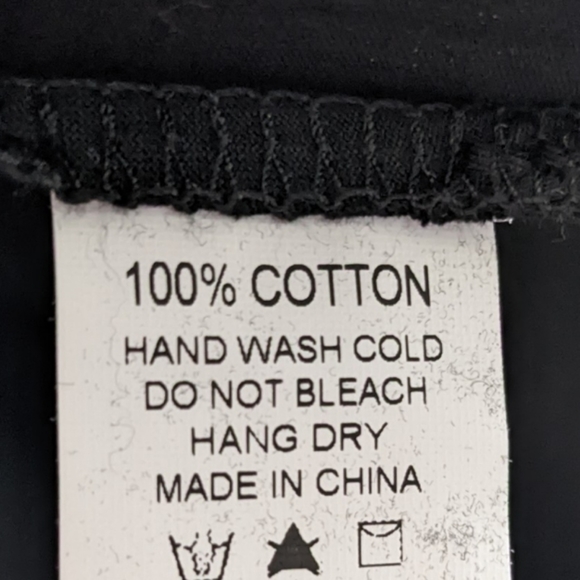 100% COTTON
HAND WASH COLD
DO NOT BLEACH
HANG DRY
MADE IN CHINA